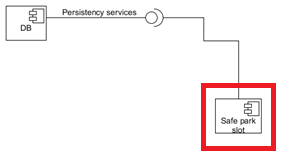 Persistency services
DB
Safe park
slot